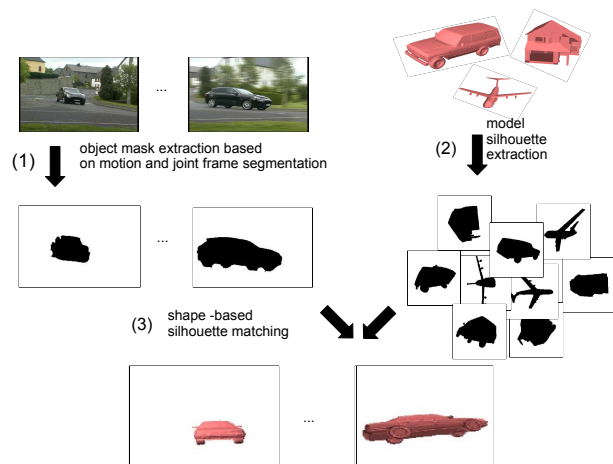 ...
(1)
object mask extraction based
on motion and joint frame segmentation
(2)
model
silhouette
extraction
...
(3)
shape -based
silhouette matching
...